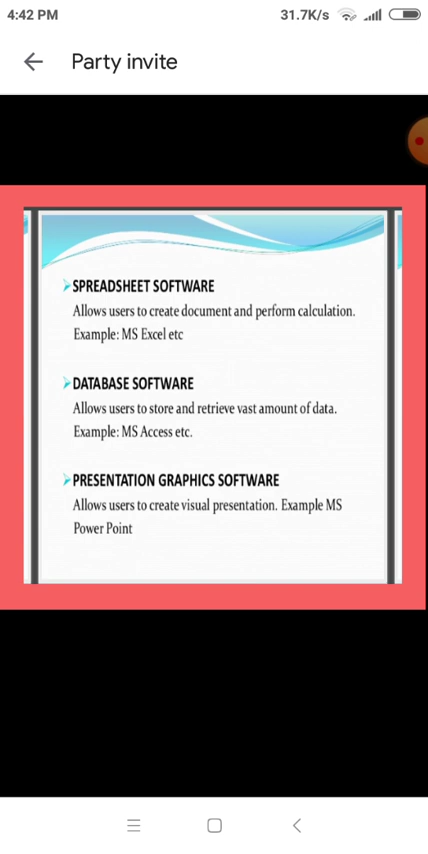 4:42 PM
31.7K/s
Party invite
SPREADSHEET SOFTWARE
Allows users to create document and perform calculation.
Example: MS Excel etc
DATABASE SOFTWARE
Allows users to store and retrieve vast amount of data.
Example: MS Access etc.
PRESENTATION GRAPHICS SOFTWARE
Allows users to create visual presentation. Example MS
Power Point